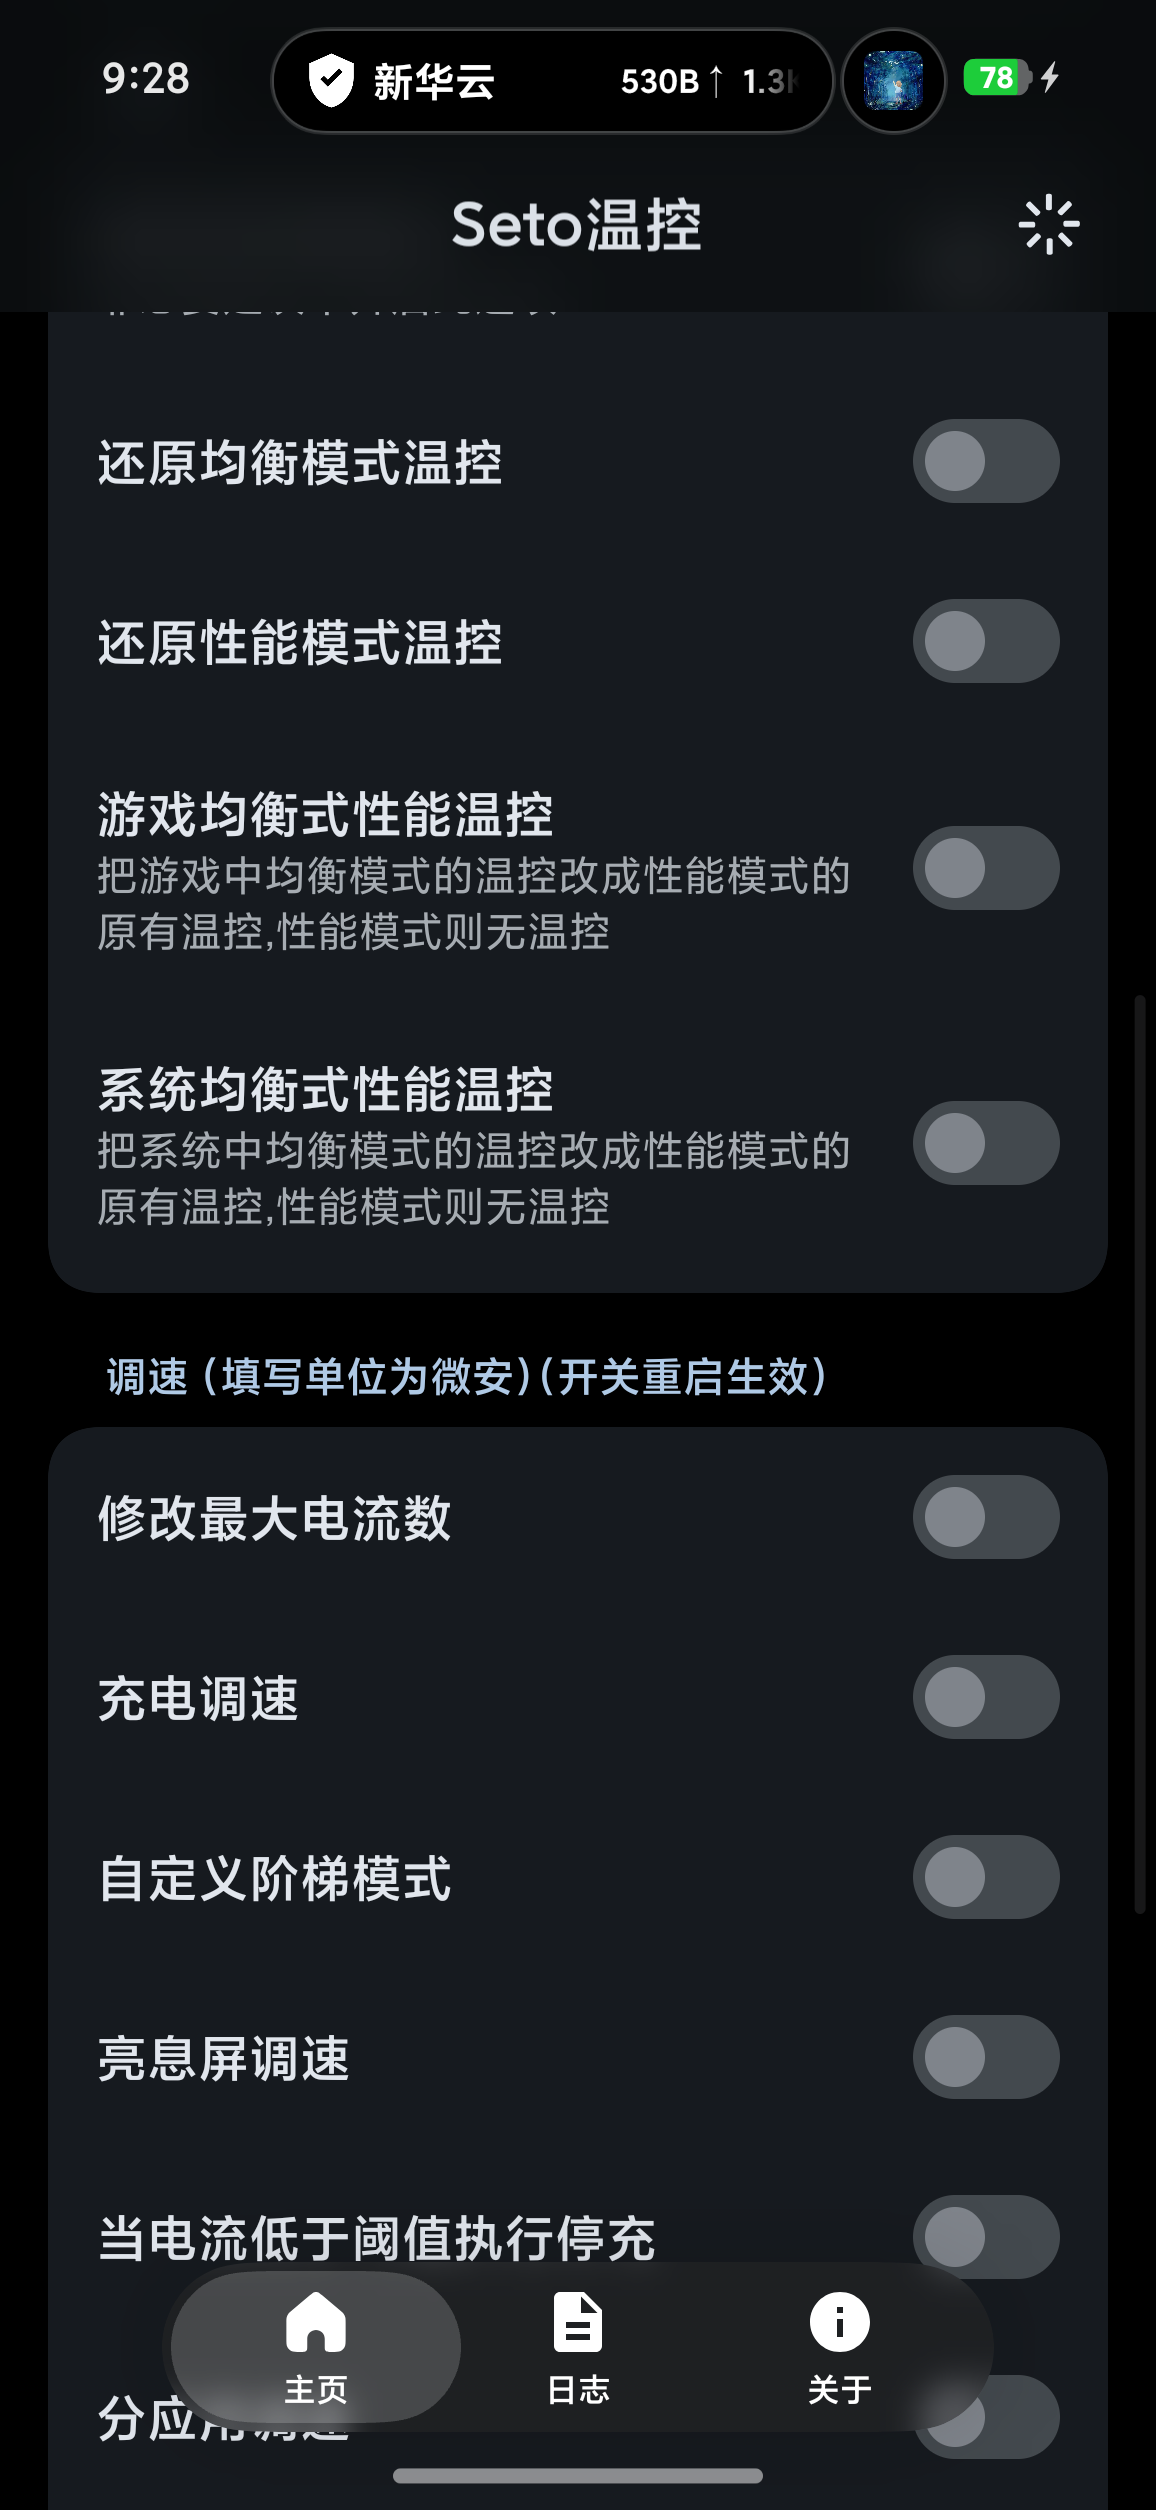 9:28
新华云
530B↑ 1.3
78
Seto温控
还原均衡模式温控
还原性能模式温控
游戏均衡式性能温控
把游戏中均衡模式的温控改成性能模式的
原有温控,性能模式则无温控
系统均衡式性能温控
把系统中均衡模式的温控改成性能模式的
原有温控,性能模式则无温控
调速 (填写单位为微安)(开关重启生效)
修改最大电流数
充电调速
自定义阶梯模式
亮息屏调速
当电流低于阈值执行停充
分应用调速
主页
日志
关于